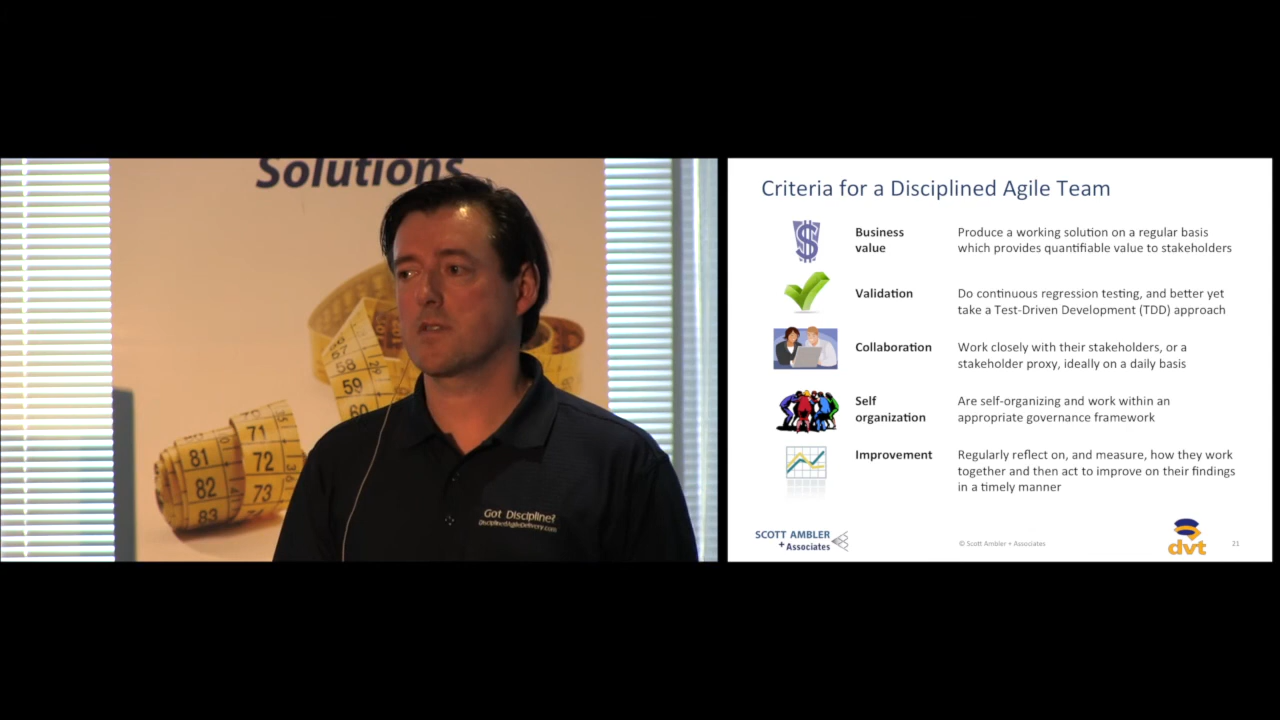 Solutions
57
58
59
60
71
72
73
81
82
83
Got Discipline?
DisciplinedAgileDelivery.com
Criteria for a Disciplined Agile Team
Business
value
Produce a working solution on a regular basis
which provides quantifiable value to stakeholders
Validation
Do continuous regression testing, and better yet
take a Test-Driven Development (TDD) approach
Collaboration
Work closely with their stakeholders, or a
stakeholder proxy, ideally on a daily basis
Self
organization
Are self-organizing and work within an
appropriate governance framework
Improvement
Regularly reflect on, and measure, how they work
together and then act to improve on their findings
in a timely manner
SCOTT AMBLER
+ Associates
© Scott Ambler + Associates
dvt
21